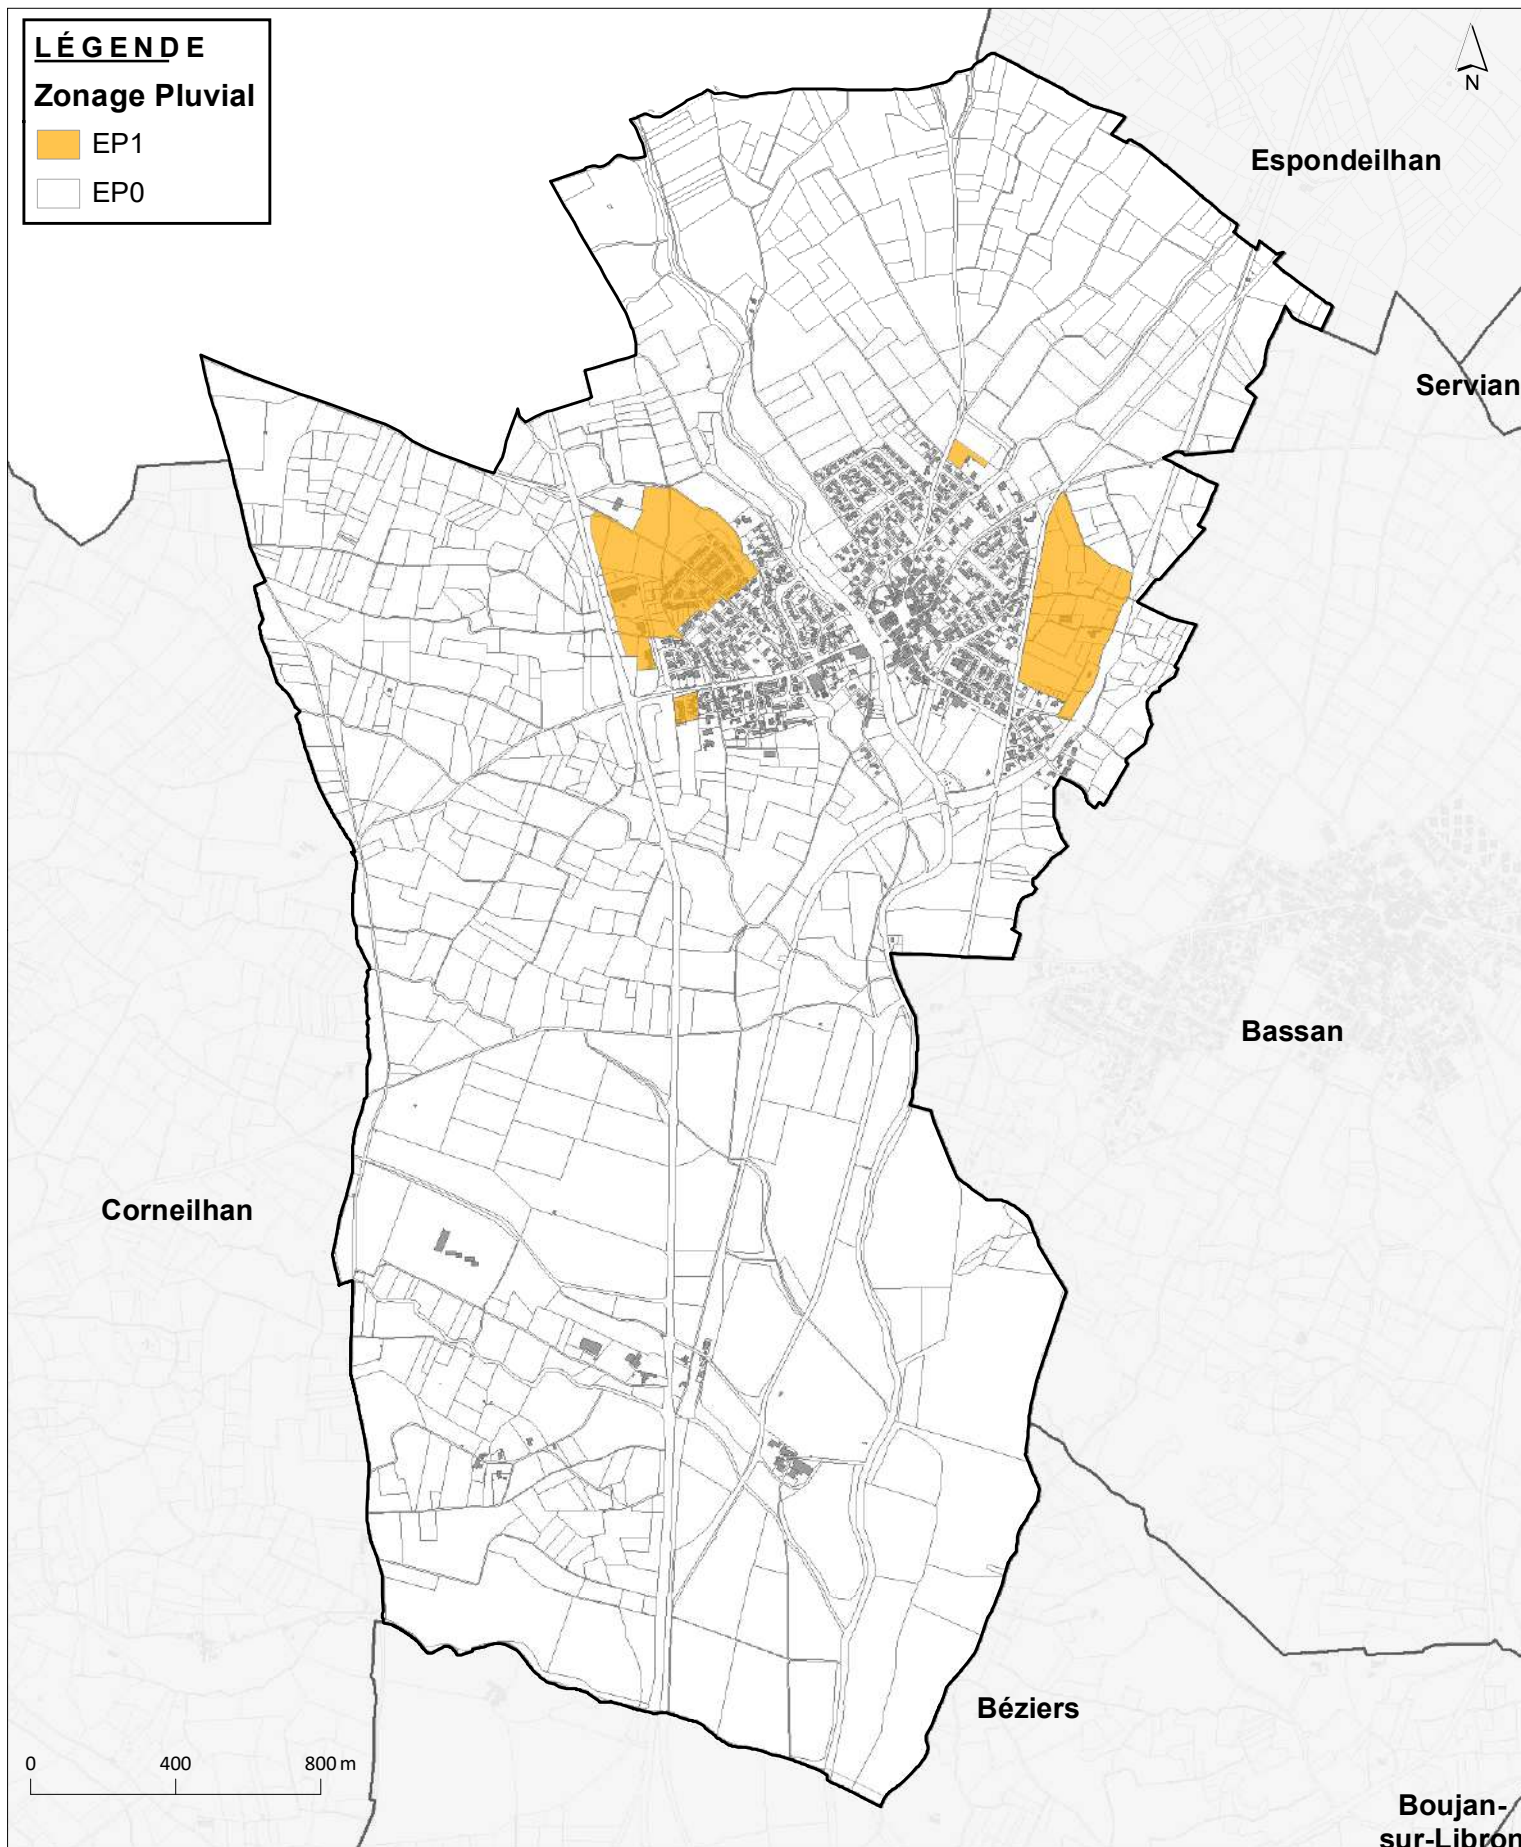 LÉGENDE
Zonage Pluvial
EP1
EP0
N
Espondeilhan
Servian
Bassan
Corneilhan
Béziers
0 400 800 m
Boujan-
sur-Libron